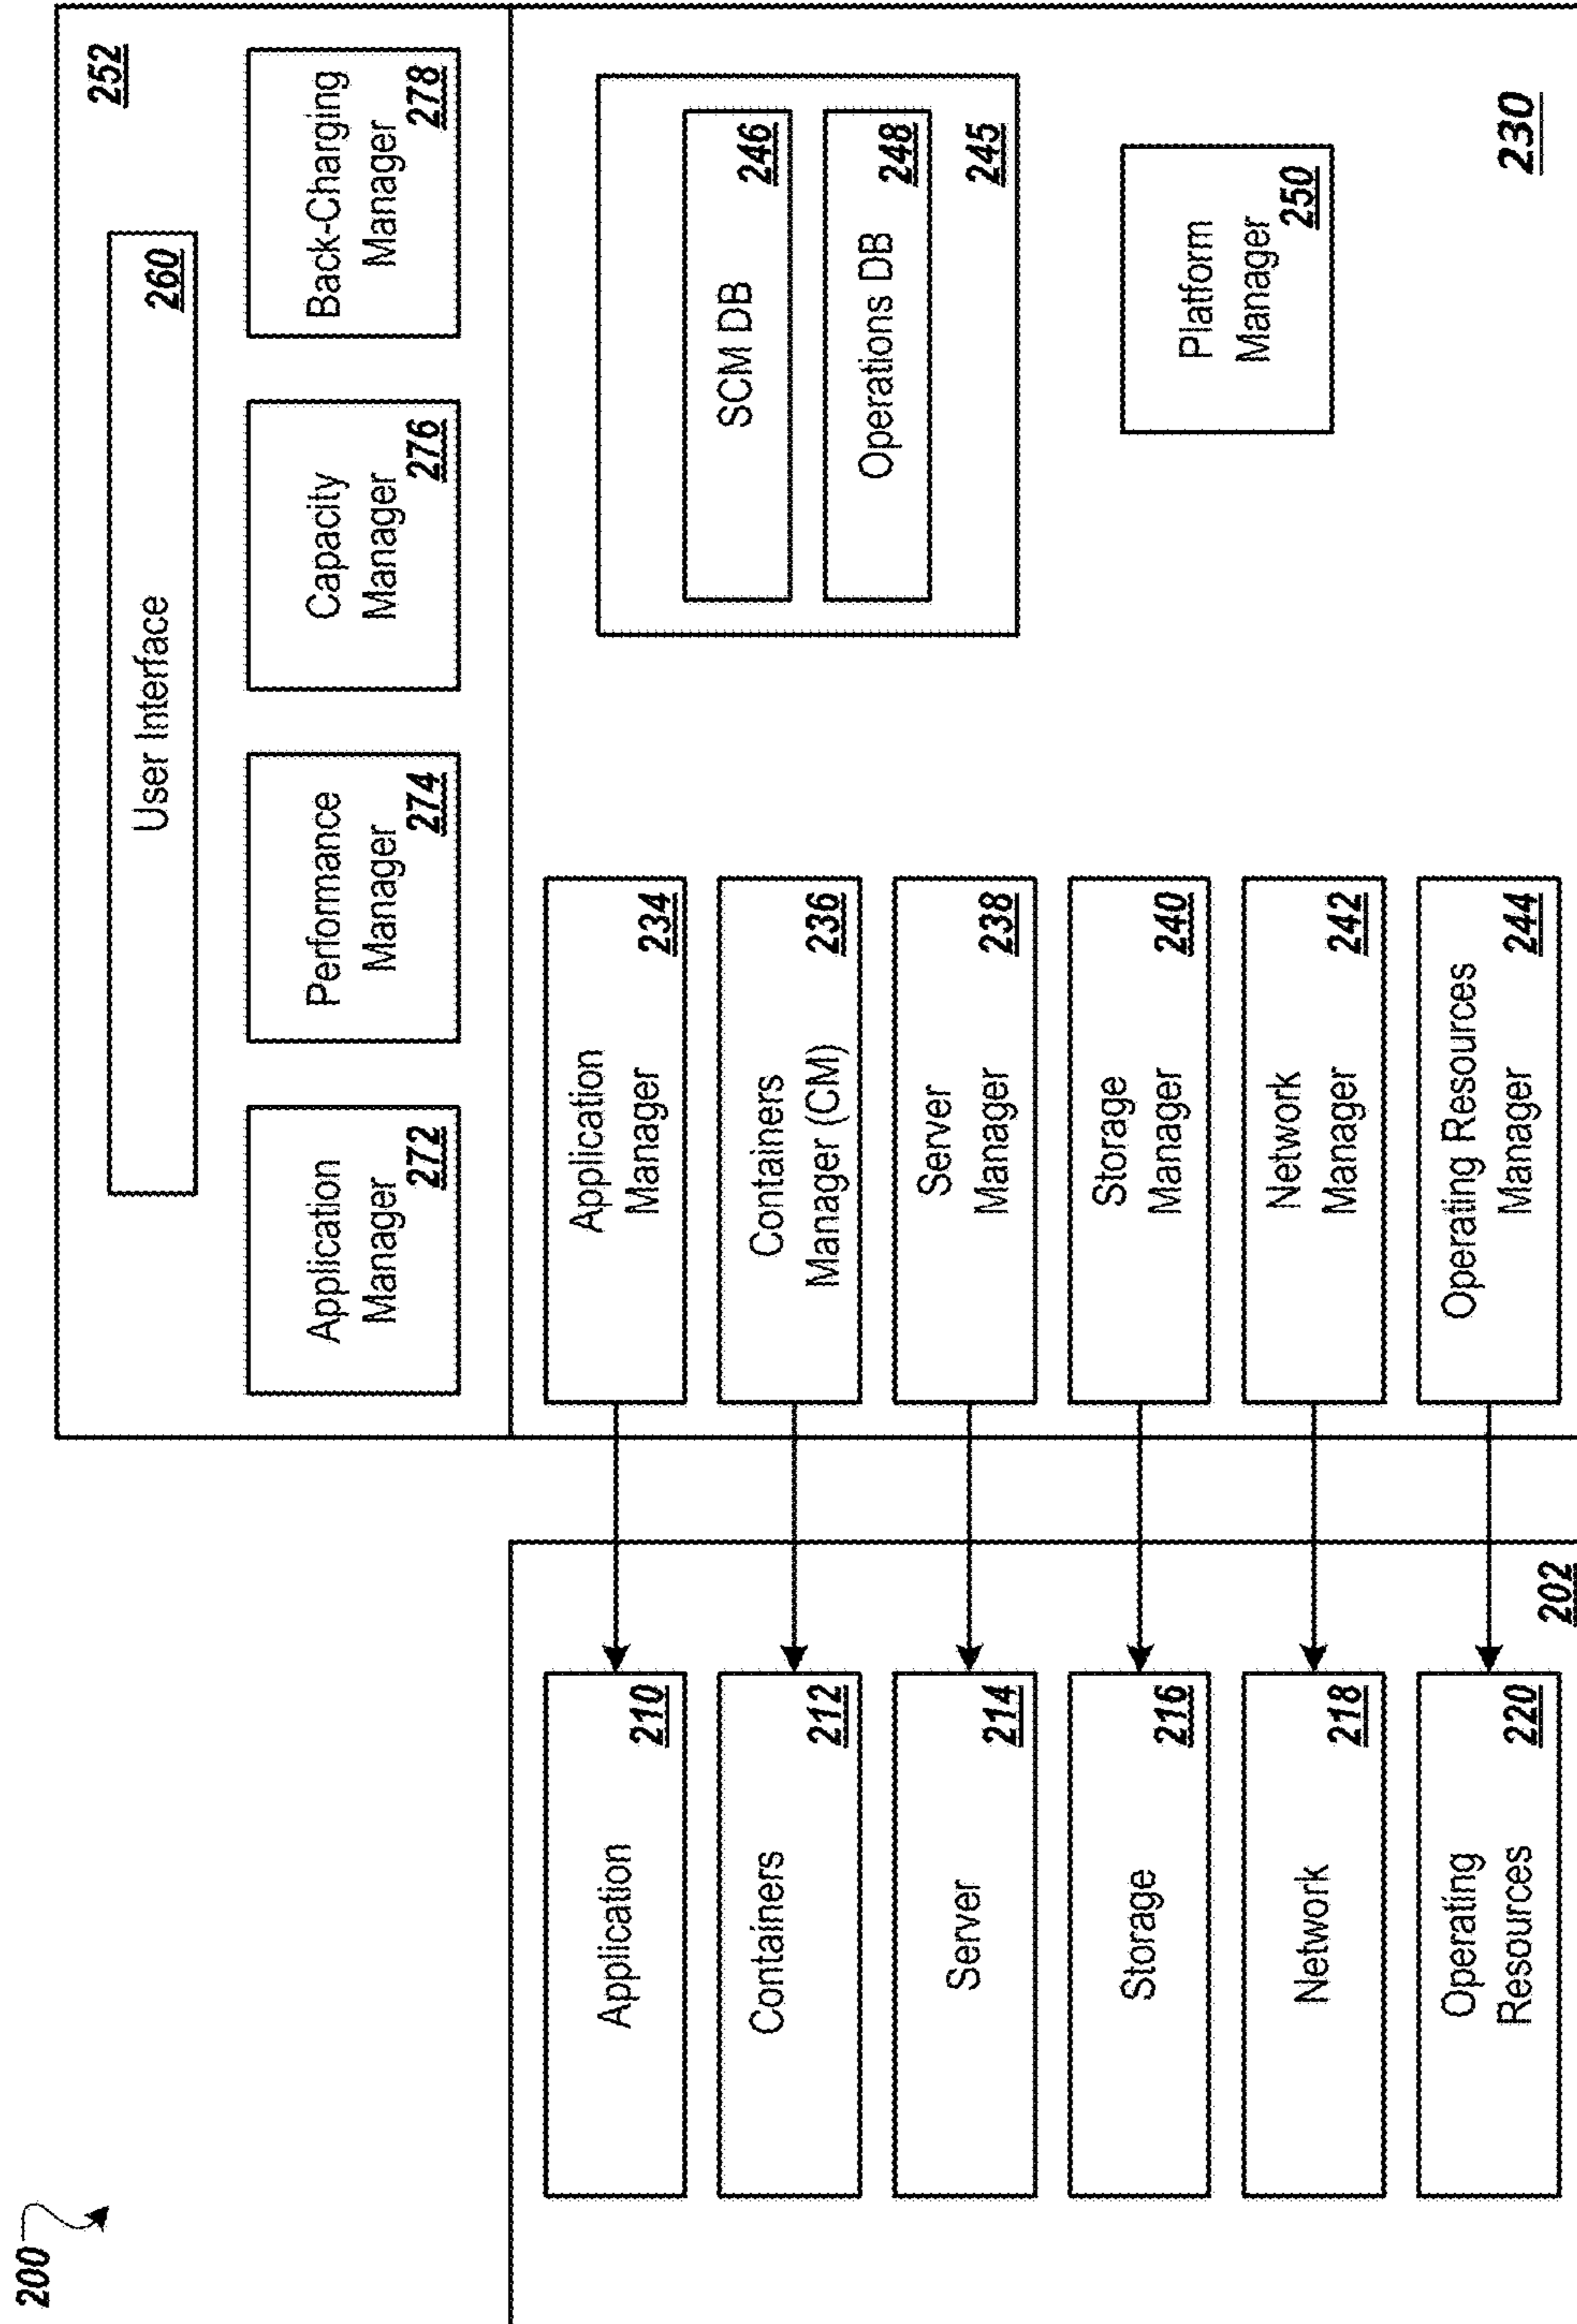 200
252
User Interface
260
Application
Manager
272
Performance
Manager
274
Capacity
Manager
276
Back-Charging
Manager
278
Application
210
Containers
212
Server
214
Storage
216
Network
218
Operating
Resources
220
202
Application
Manager
234
Containers
Manager (CM)
236
Server
Manager
238
Storage
Manager
240
Network
Manager
242
Operating Resources
Manager
244
SCM DB
246
Operations DB
248
245
Platform
Manager
250
230